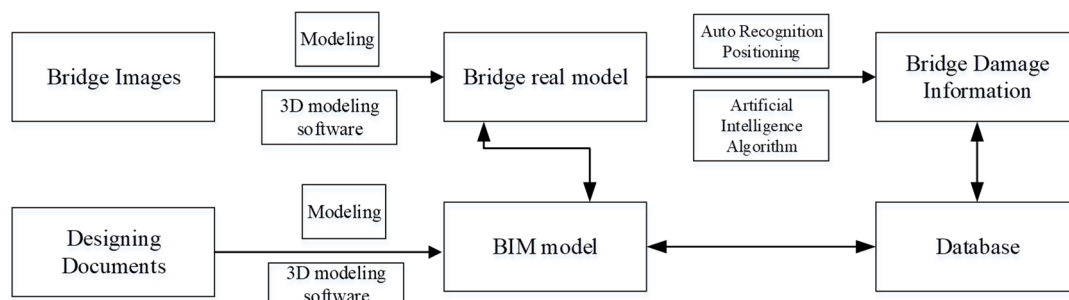 Modeling
Auto Recognition
Positioning
Bridge Images
Bridge real model
Bridge Damage
Information
3D modeling
software
Artificial
Intelligence
Algorithm
Modeling
Designing
Documents
BIM model
Database
3D modeling
software